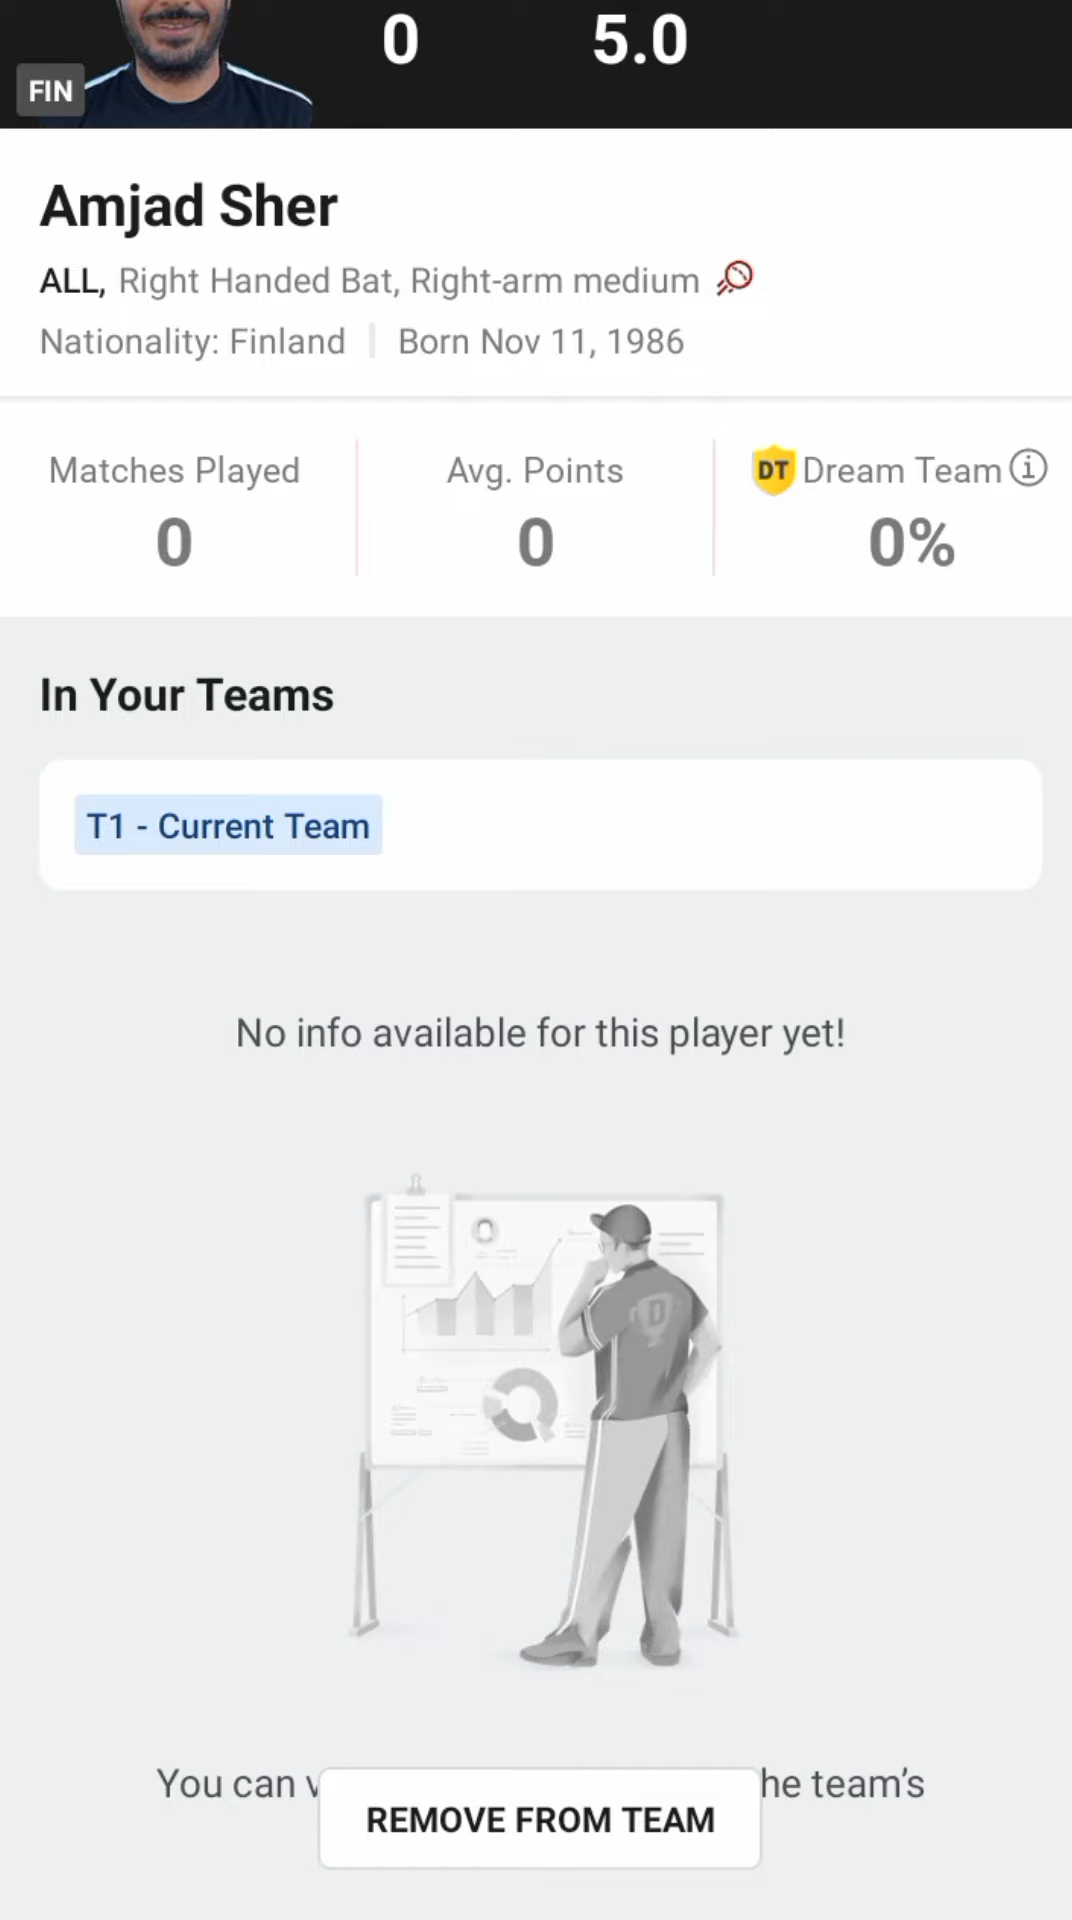 0 5.0
FIN
Amjad Sher
ALL, Right Handed Bat, Right-arm medium
Nationality: Finland | Born Nov 11, 1986
Matches Played Avg. Points DT Dream Team
0 0 0%
In Your Teams
T1 - Current Team
No info available for this player yet!
D
You can he team's
REMOVE FROM TEAM